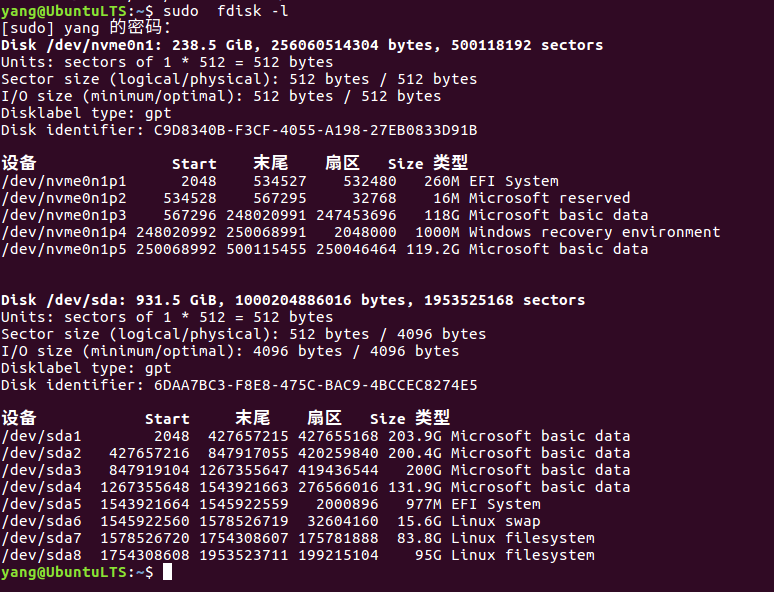 yang@UbuntuLTS:~$ sudo  fdisk -l
[sudo] yang 的密码：
Disk /dev/nvme0n1: 238.5 GiB, 256060514304 bytes, 500118192 sectors
Units: sectors of 1 * 512 = 512 bytes
Sector size (logical/physical): 512 bytes / 512 bytes
I/O size (minimum/optimal): 512 bytes / 512 bytes
Disklabel type: gpt
Disk identifier: C9D8340B-F3CF-4055-A198-27EB0833D91B
设备 Start 末尾 扇区 Size 类型
/dev/nvme0n1p1 2048 534527 532480 260M EFI System
/dev/nvme0n1p2 534528 567295 32768 16M Microsoft reserved
/dev/nvme0n1p3 567296 248020991 247453696 118G Microsoft basic data
/dev/nvme0n1p4 248020992 250068991 2048000 1000M Windows recovery environment
/dev/nvme0n1p5 250068992 500115455 250046464 119.2G Microsoft basic data
Disk /dev/sda: 931.5 GiB, 1000204886016 bytes, 1953525168 sectors
Units: sectors of 1 * 512 = 512 bytes
Sector size (logical/physical): 512 bytes / 4096 bytes
I/O size (minimum/optimal): 4096 bytes / 4096 bytes
Disklabel type: gpt
Disk identifier: 6DAA7BC3-F8E8-475C-BAC9-4BCCEC8274E5
设备 Start 末尾 扇区 Size 类型
/dev/sda1 2048 427657215 427655168 203.9G Microsoft basic data
/dev/sda2 427657216 847917055 420259840 200.4G Microsoft basic data
/dev/sda3 847919104 1267355647 419436544 200G Microsoft basic data
/dev/sda4 1267355648 1543921663 276566016 131.9G Microsoft basic data
/dev/sda5 1543921664 1545922559 2000896 977M EFI System
/dev/sda6 1545922560 1578526719 32604160 15.6G Linux swap
/dev/sda7 1578526720 1754308607 175781888 83.8G Linux filesystem
/dev/sda8 1754308608 1953523711 199215104 95G Linux filesystem
yang@UbuntuLTS:~$